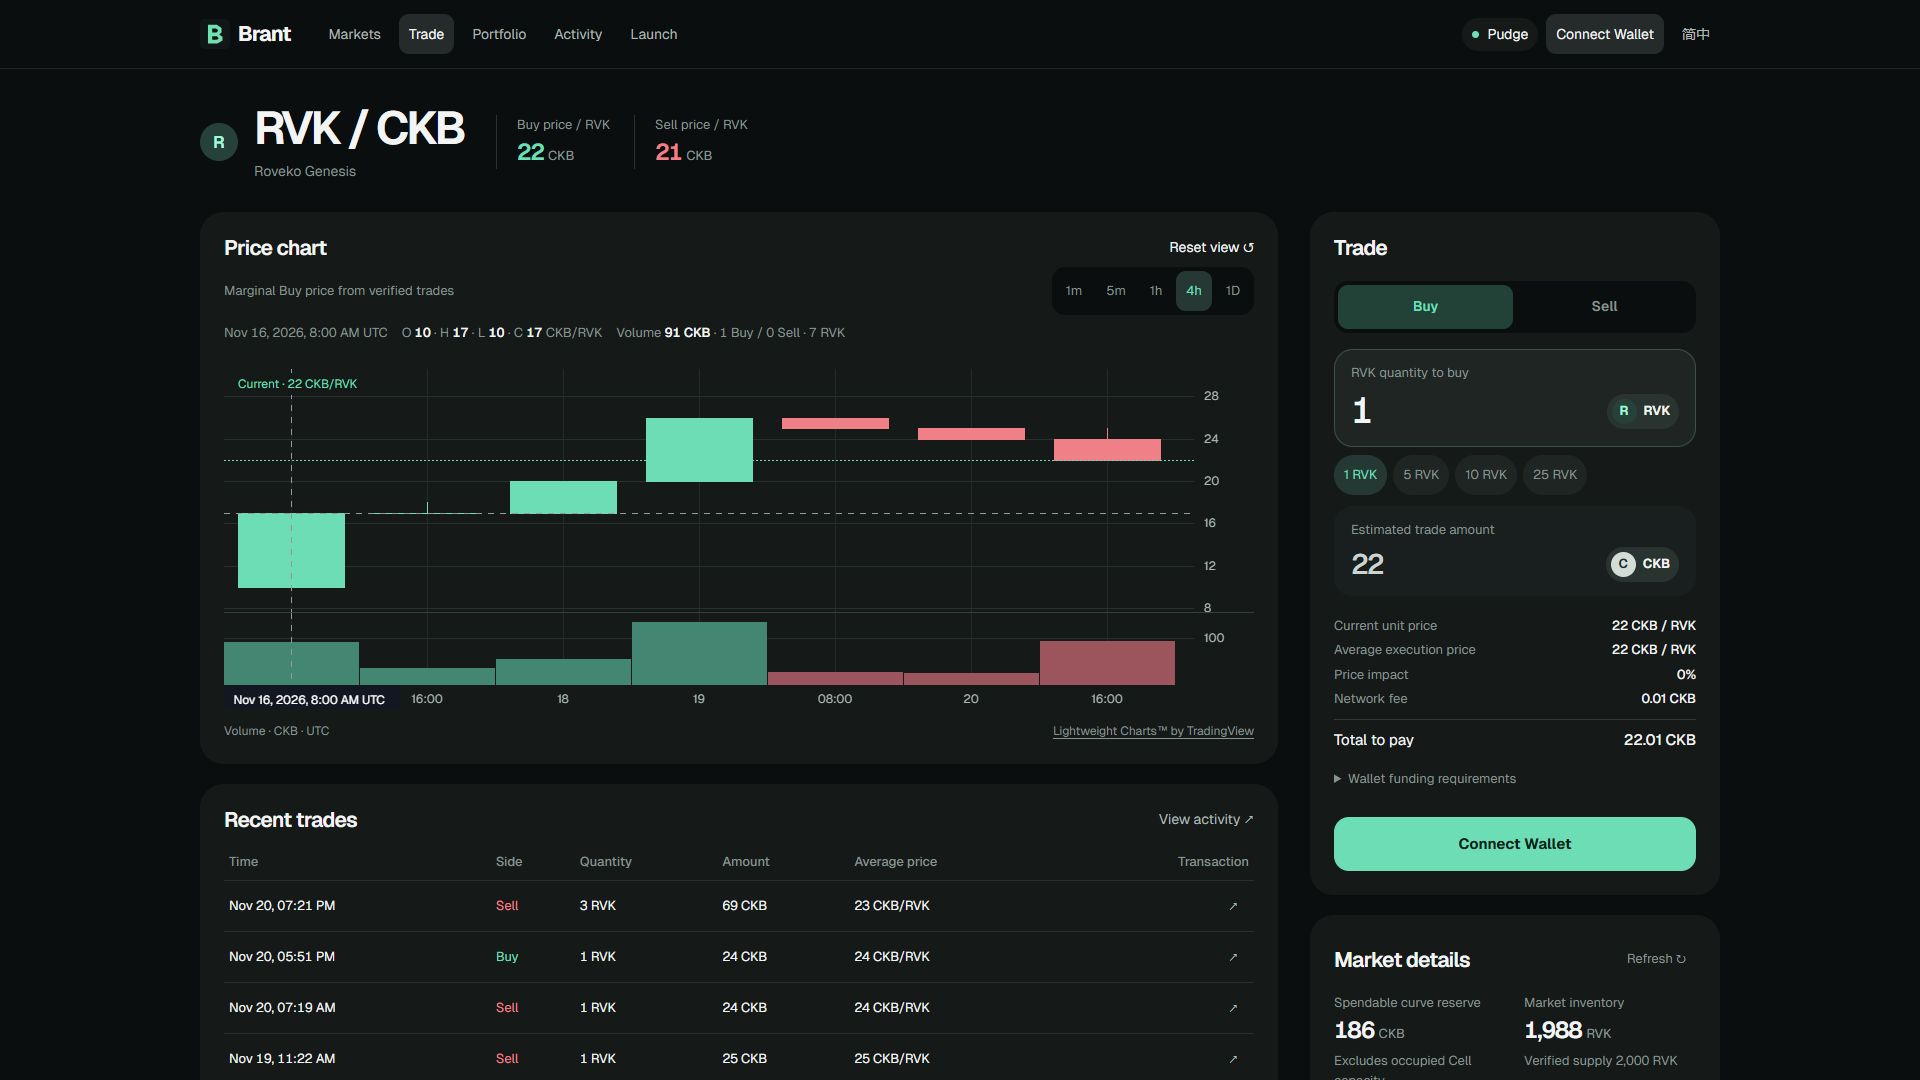 B Brant Markets Trade Portfolio Activity Launch Pudge Connect Wallet 简中
R RVK / CKB
Roveko Genesis
Buy price / RVK
22 CKB
Sell price / RVK
21 CKB
Price chart
Reset view ↺
Marginal Buy price from verified trades
1m 5m 1h 4h 1D
Nov 16, 2026, 8:00 AM UTC O 10 · H 17 · L 10 · C 17 CKB/RVK Volume 91 CKB · 1 Buy / 0 Sell · 7 RVK
Current · 22 CKB/RVK
28
24
20
16
12
8
100
Nov 16, 2026, 8:00 AM UTC 16:00 18 19 08:00 20 16:00
Volume · CKB · UTC
Lightweight Charts™ by TradingView
Recent trades
View activity ↗
Time Side Quantity Amount Average price Transaction
Nov 20, 07:21 PM Sell 3 RVK 69 CKB 23 CKB/RVK ↗
Nov 20, 05:51 PM Buy 1 RVK 24 CKB 24 CKB/RVK ↗
Nov 20, 07:19 AM Sell 1 RVK 24 CKB 24 CKB/RVK ↗
Nov 19, 11:22 AM Sell 1 RVK 25 CKB 25 CKB/RVK ↗
Trade
Buy Sell
RVK quantity to buy
1 R RVK
1 RVK 5 RVK 10 RVK 25 RVK
Estimated trade amount
22 C CKB
Current unit price 22 CKB / RVK
Average execution price 22 CKB / RVK
Price impact 0%
Network fee 0.01 CKB
Total to pay 22.01 CKB
▶ Wallet funding requirements
Connect Wallet
Market details
Refresh ↻
Spendable curve reserve
186 CKB
Excludes occupied Cell
capacity
Market inventory
1,988 RVK
Verified supply 2,000 RVK